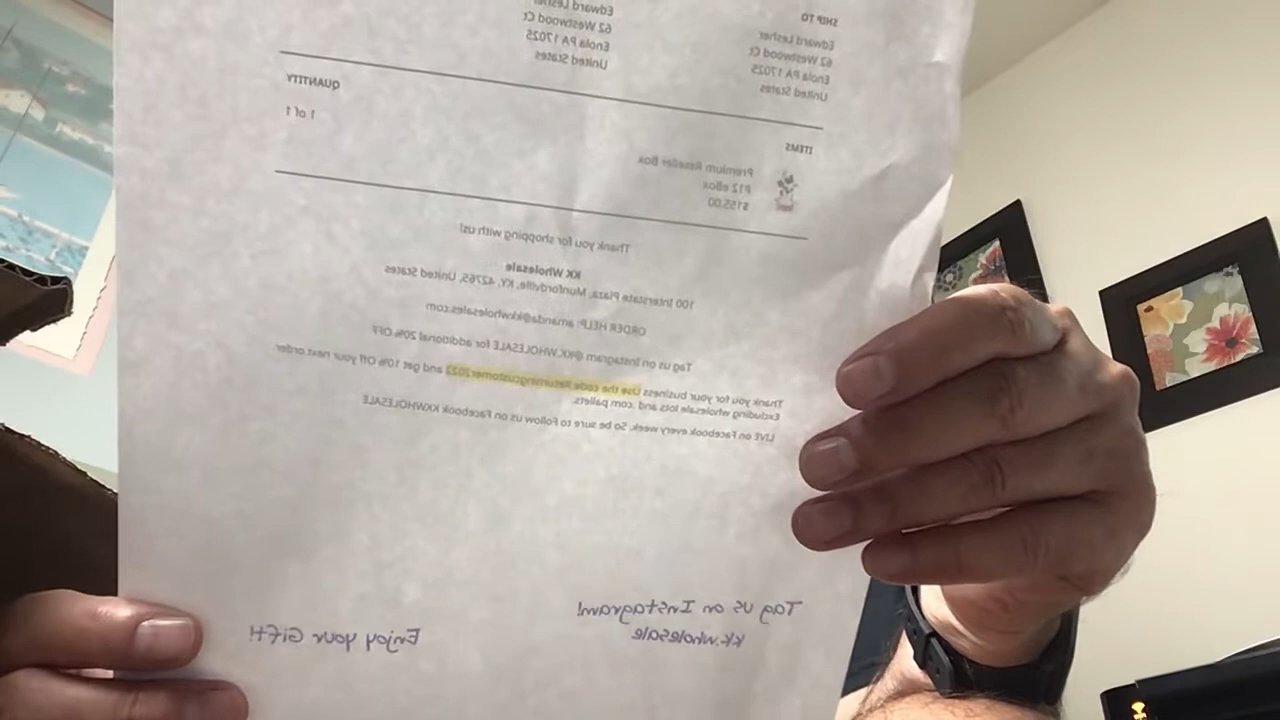 SHIP TO
Edward Lesher
62 Westwood Ct
Enola PA 17025
United States
Edward Lesher
62 Westwood Ct
Enola PA 17025
United States
ITEMS
QUANTITY
Premium Reseller Box
P12 eBox
$155.00
1 of 1
Thank you for shopping with us!
KK Wholesale
100 Interstate Plaza, Munfordville, KY, 42765, United States
ORDER HELP: amanda@kkwholesalesales.com
Tag us on Instagram @KK.WHOLESALE for additional 20% OFF
Thank you for your business Use the code Returningcustomer2022 and get 10% Off your next order.
Exlcuding wholesale lots and .com pallets.
LIVE on Facebook every week. So be sure to Follow us on Facebook KKWHOLESALE
Tag us on Instagram!
kk.wholesale
Enjoy your Gift!